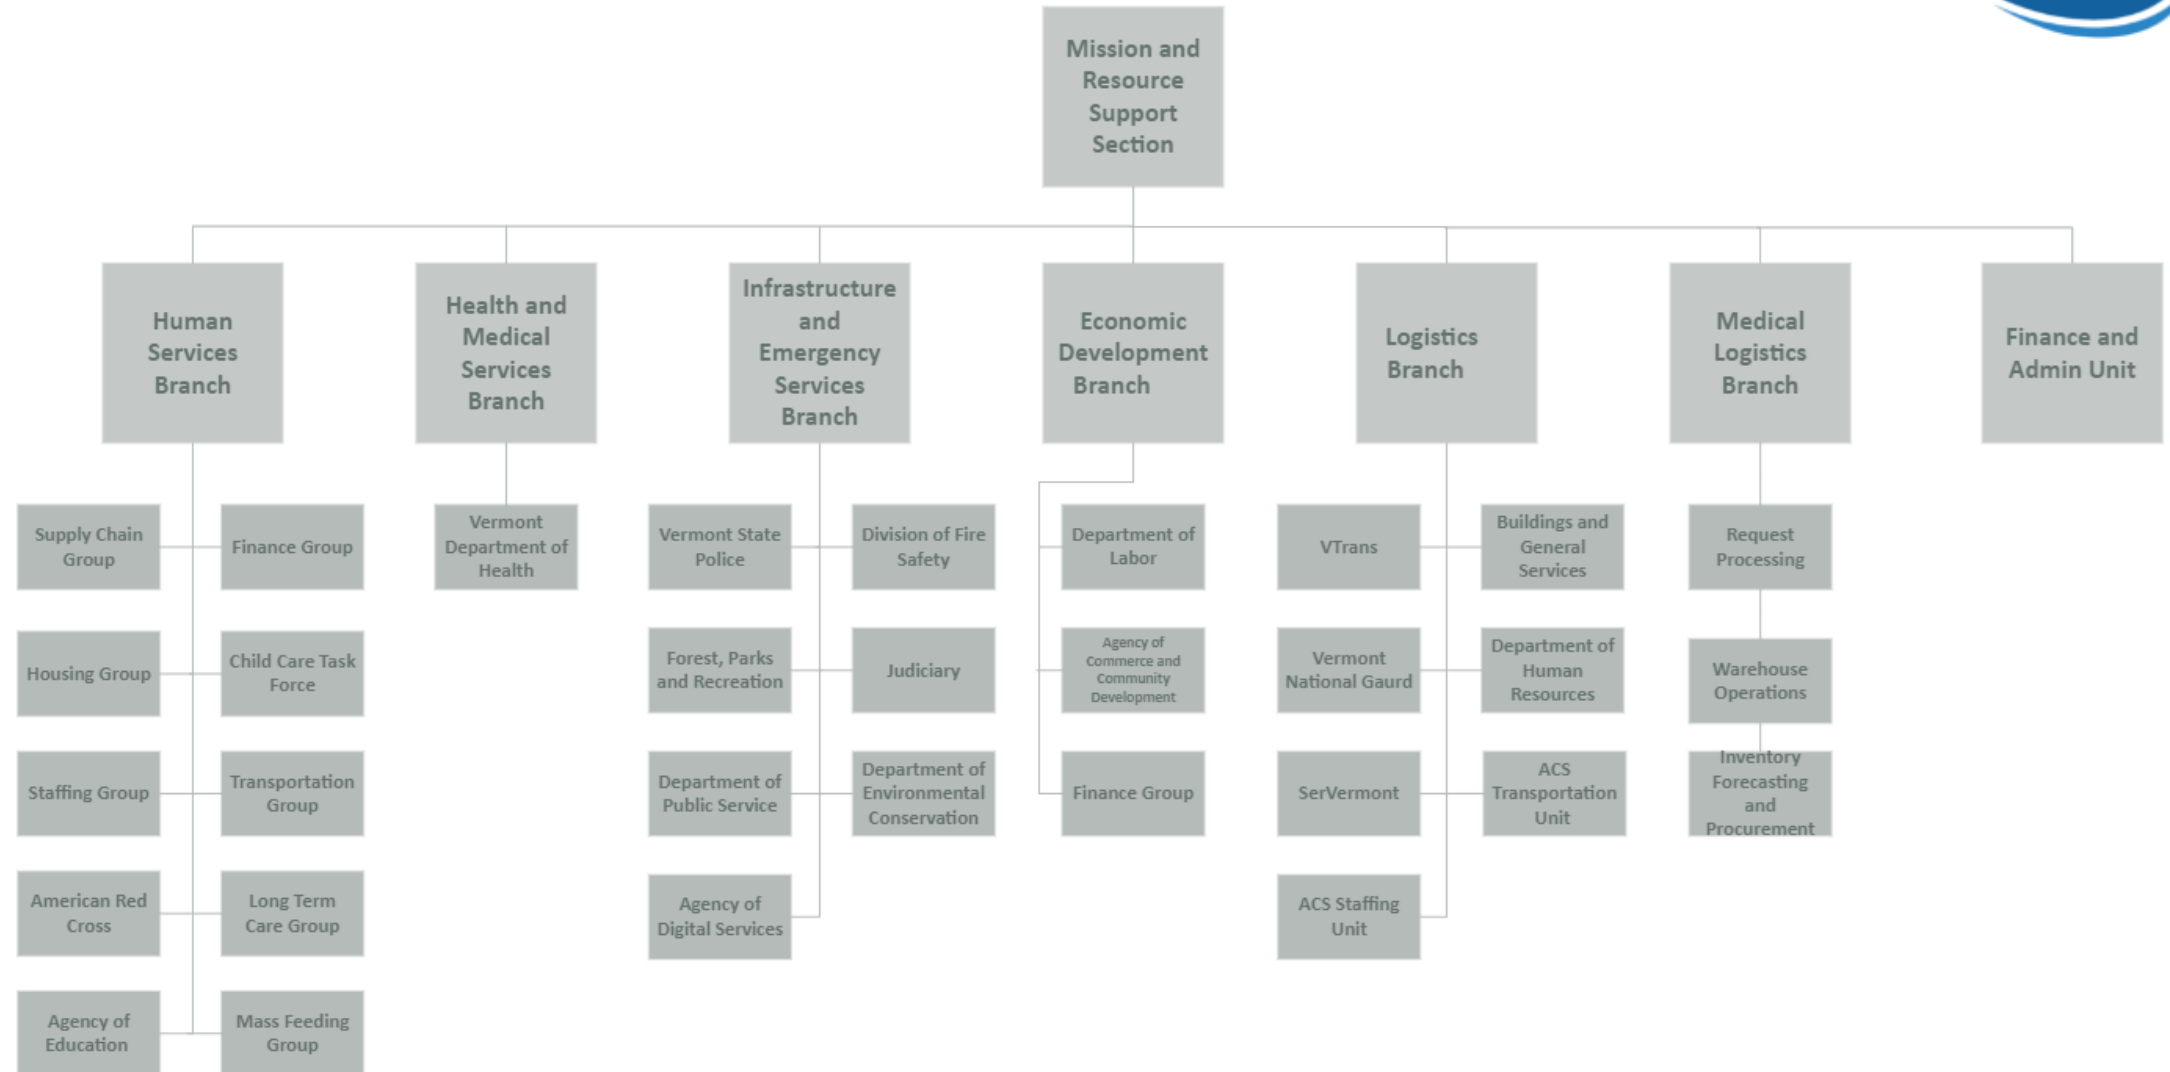 Mission and
Resource
Support
Section
Human
Services
Branch
Health and
Medical
Services
Branch
Infrastructure
and
Emergency
Services
Branch
Economic
Development
Branch
Logistics
Branch
Medical
Logistics
Branch
Finance and
Admin Unit
Supply Chain
Group
Finance Group
Housing Group
Child Care Task
Force
Staffing Group
Transportation
Group
American Red
Cross
Long Term
Care Group
Agency of
Education
Mass Feeding
Group
Vermont
Department of
Health
Vermont State
Police
Division of Fire
Safety
Forest, Parks
and Recreation
Judiciary
Department of
Public Service
Department of
Environmental
Conservation
Agency of
Digital Services
Department of
Labor
Agency of
Commerce and
Community
Development
Finance Group
VTrans
Buildings and
General
Services
Vermont
National Gaurd
Department of
Human
Resources
SerVermont
ACS
Transportation
Unit
ACS Staffing
Unit
Request
Processing
Warehouse
Operations
Inventory
Forecasting
and
Procurement